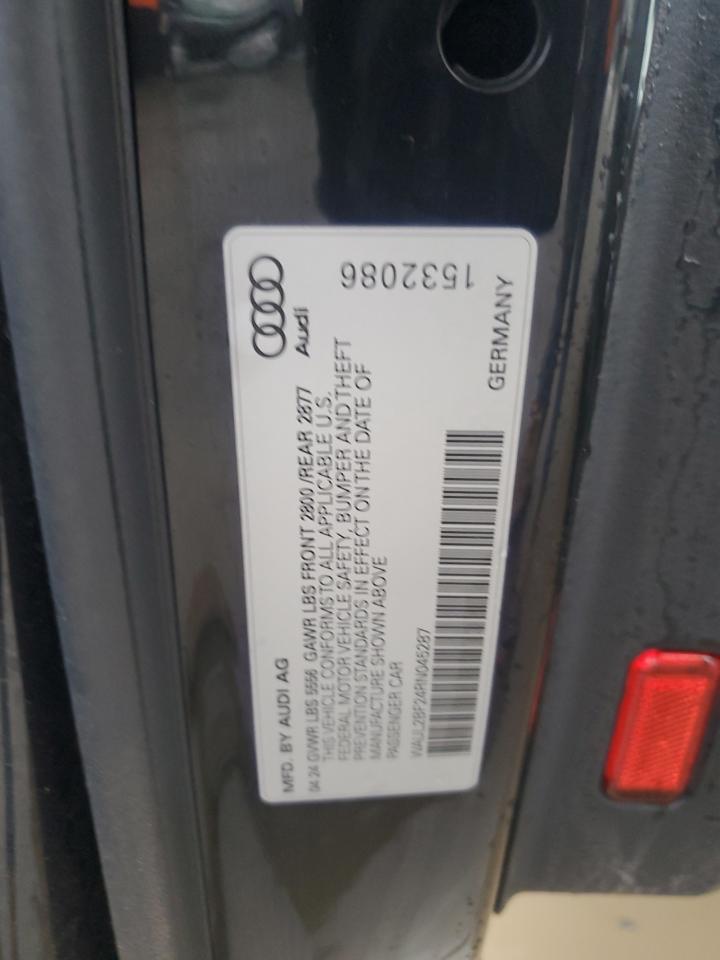 Audi
1532086
MFD. BY AUDI AG
04 24 GVWR LBS 5556 GAWR LBS FRONT 2800 /REAR 2877
THIS VEHICLE CONFORMS TO ALL APPLICABLE U.S.
FEDERAL MOTOR VEHICLE SAFETY, BUMPER AND THEFT
PREVENTION STANDARDS IN EFFECT ON THE DATE OF
MANUFACTURE SHOWN ABOVE
PASSENGER CAR
WAUL2BF24RN046287
GERMANY